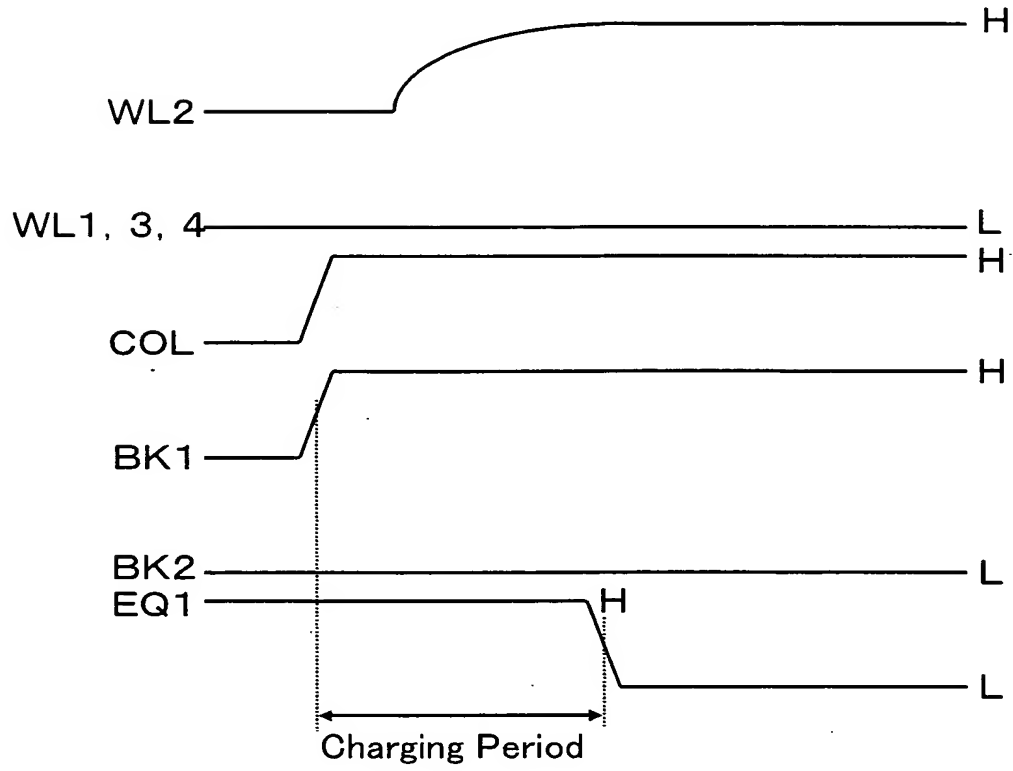 H
WL2
WL1, 3, 4
L
H
COL
H
BK1
BK2
L
EQ1
H
L
Charging Period